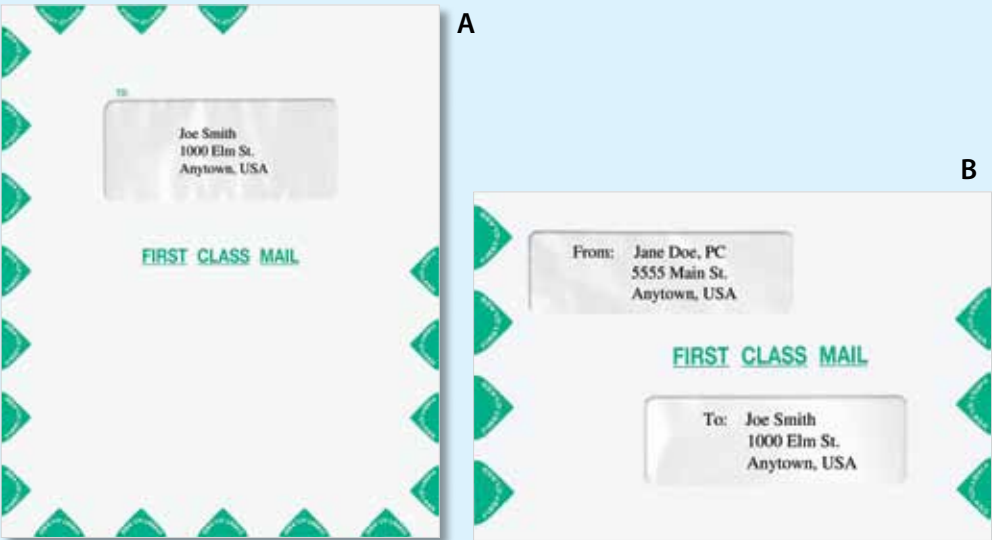 A
TO:
Joe Smith
1000 Elm St.
Anytown, USA
FIRST CLASS MAIL
B
From: Jane Doe, PC
5555 Main St.
Anytown, USA
FIRST CLASS MAIL
To: Joe Smith
1000 Elm St.
Anytown, USA